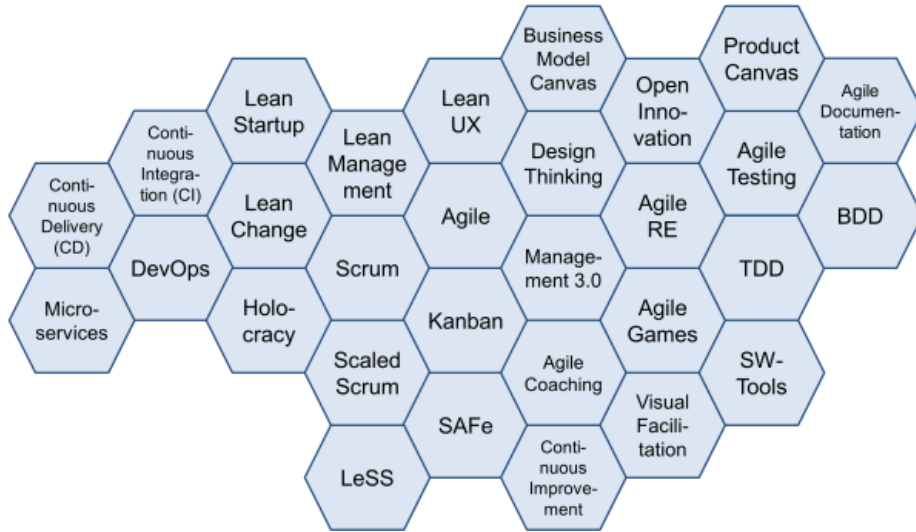 Business
Model
Canvas
Product
Canvas
Lean
Startup
Lean
UX
Open
Inno-
vation
Agile
Documen-
tation
Conti-
nuous
Integra-
tion (CI)
Lean
Manage
ment
Design
Thinking
Agile
Testing
Conti-
nuous
Delivery
(CD)
Lean
Change
Agile
Agile
RE
BDD
DevOps
Scrum
Manage-
ment 3.0
TDD
Micro-
services
Holo-
cracy
Kanban
Agile
Games
Scaled
Scrum
Agile
Coaching
SW-
Tools
SAFe
Visual
Facili-
tation
LeSS
Conti-
nuous
Improve-
ment